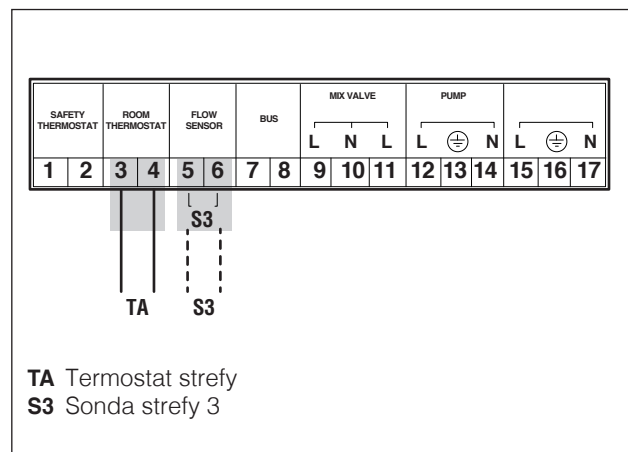 MIX VALVE PUMP
SAFETY THERMOSTAT ROOM THERMOSTAT FLOW SENSOR BUS
L N L L N L N
1 2 3 4 5 6 7 8 9 10 11 12 13 14 15 16 17
S3
TA S3
TA Termostat strefy
S3 Sonda strefy 3